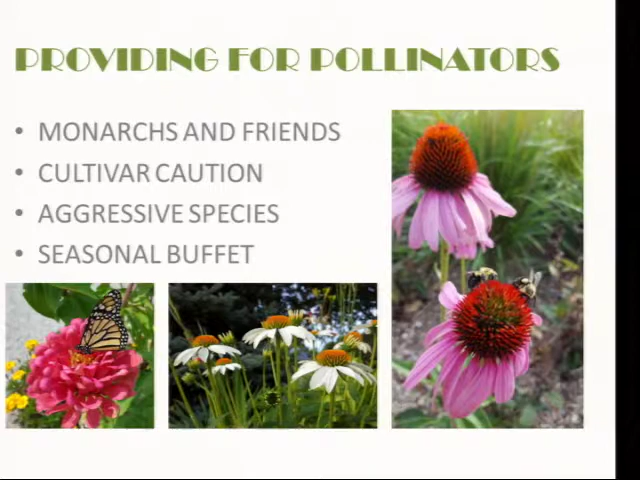 PROVIDING FOR POLLINATORS
• MONARCHS AND FRIENDS
• CULTIVAR CAUTION
• AGGRESSIVE SPECIES
• SEASONAL BUFFET